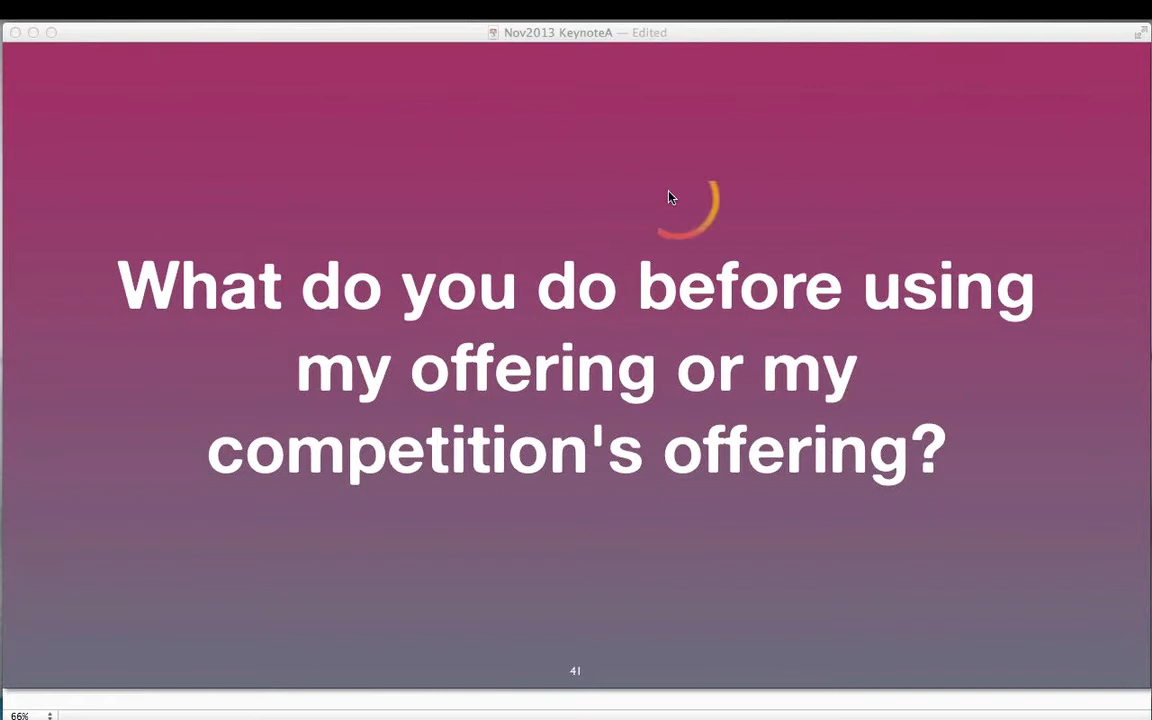 Nov2013 KeynoteA — Edited
What do you do before using
my offering or my
competition's offering?
41
66%